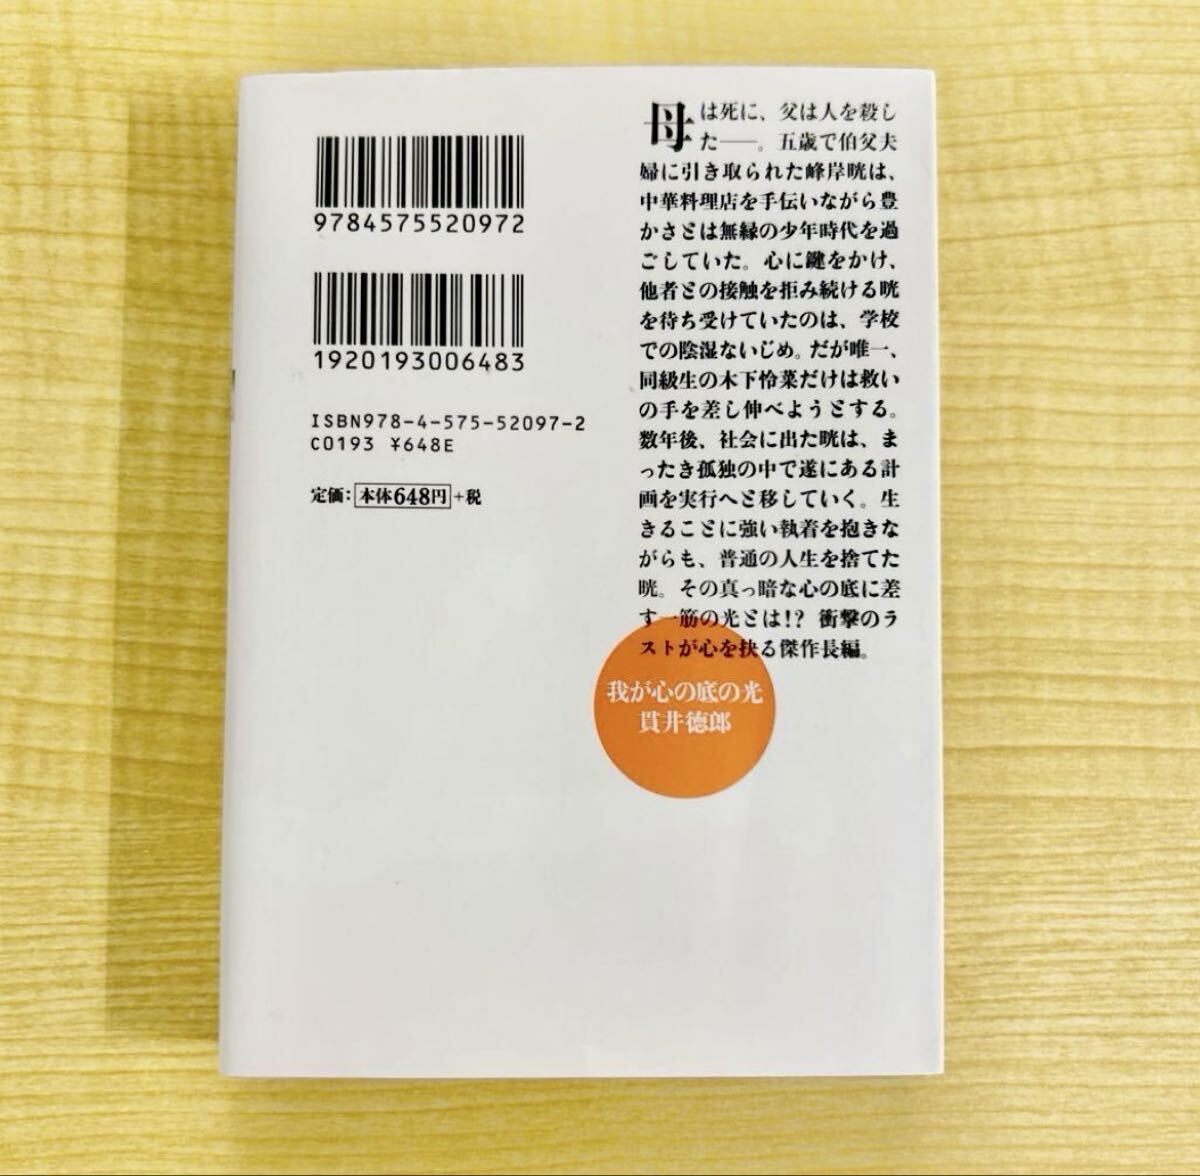 9784575520972
1920193006483
ISBN978-4-575-52097-2
C0193 ¥648E
定価：本体648円+税
母は死に、父は人を殺し
た――。五歳で伯父夫
婦に引き取られた峰岸晄は、
中華料理店を手伝いながら豊
かさとは無縁の少年時代を過
ごしていた。心に鍵をかけ、
他者との接触を拒み続ける晄
を待ち受けていたのは、学校
での陰湿ないじめ。だが唯一、
同級生の木下怜菜だけは救い
の手を差し伸べようとする。
数年後、社会に出た晄は、ま
ったき孤独の中で遂にある計
画を実行へと移していく。生
きることに強い執着を抱きな
がらも、普通の人生を捨てた
晄。その真っ暗な心の底に差
す一筋の光とは!? 衝撃のラ
ストが心を抉る傑作長編。
我が心の底の光
貫井徳郎